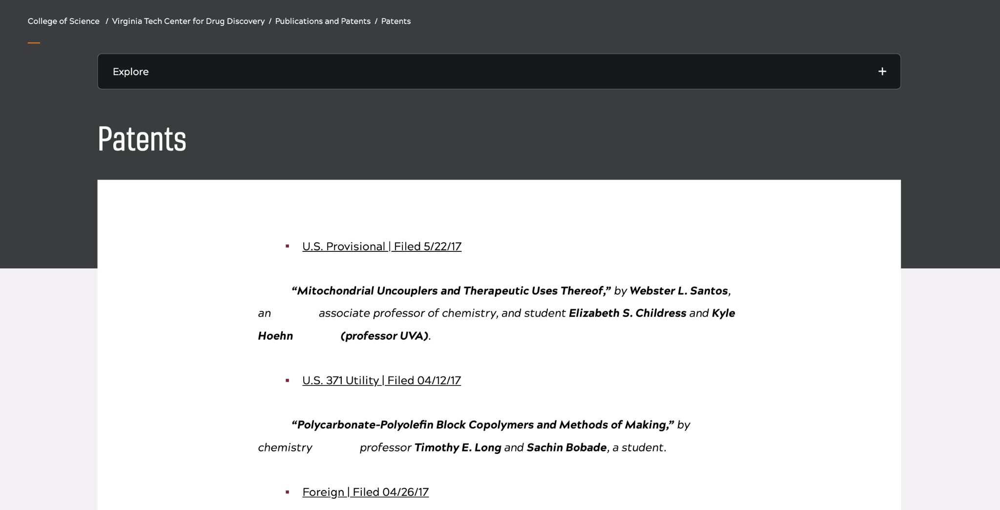 College of Science / Virginia Tech Center for Drug Discovery / Publications and Patents / Patents
Explore +
Patents
▪ U.S. Provisional | Filed 5/22/17
“Mitochondrial Uncouplers and Therapeutic Uses Thereof,” by Webster L. Santos,
an associate professor of chemistry, and student Elizabeth S. Childress and Kyle
Hoehn (professor UVA).
▪ U.S. 371 Utility | Filed 04/12/17
“Polycarbonate-Polyolefin Block Copolymers and Methods of Making,” by
chemistry professor Timothy E. Long and Sachin Bobade, a student.
▪ Foreign | Filed 04/26/17